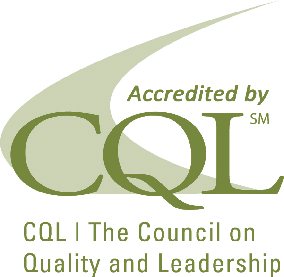 Accredited by
CQL SM
CQL | The Council on
Quality and Leadership